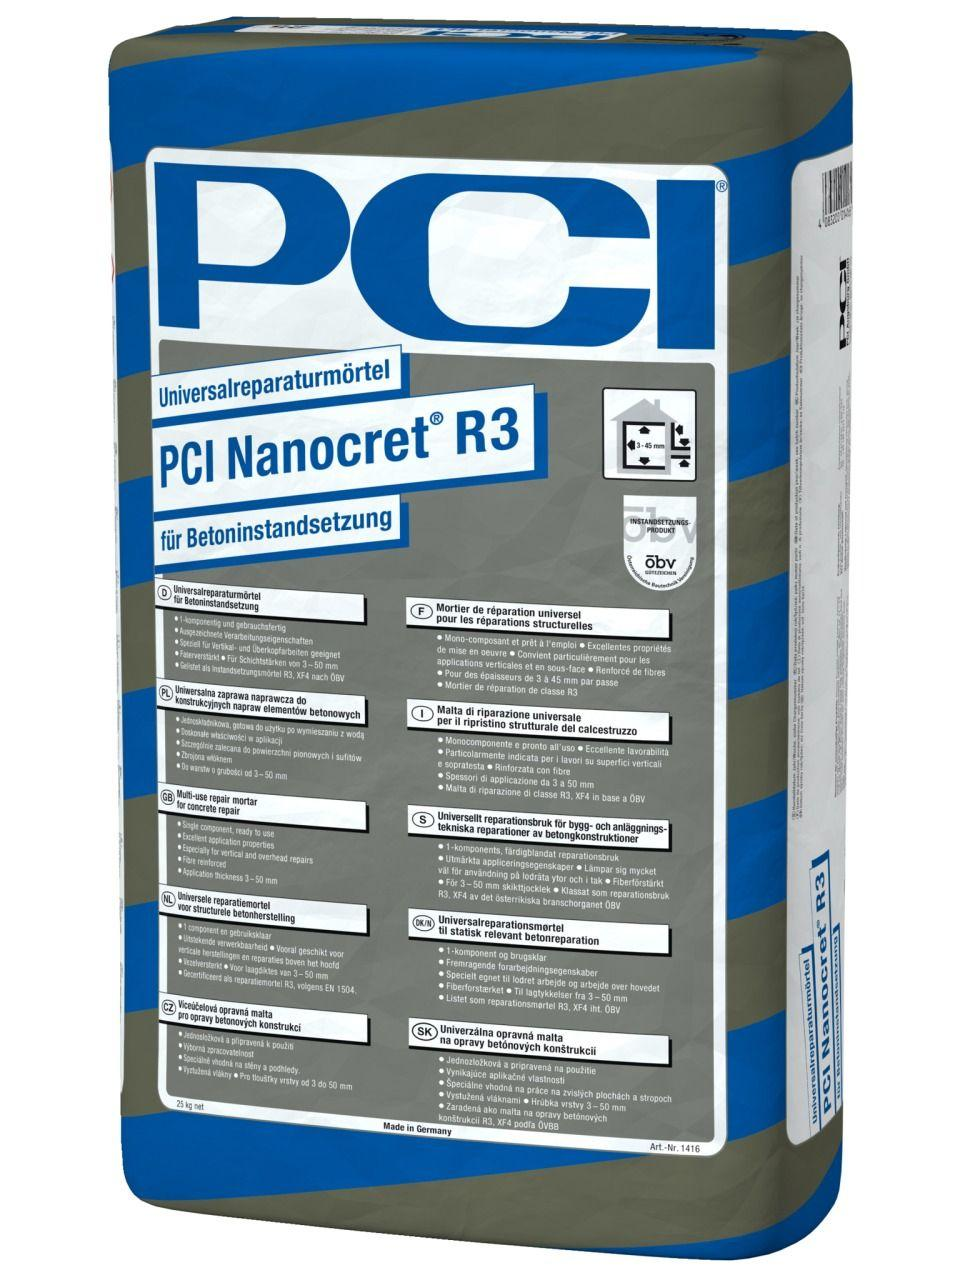 PCI®
Universalreparaturmörtel
PCI Nanocret® R3
für Betoninstandsetzung
3 - 45 mm
öbv
INSTANDSETZUNGS-
PRODUKT
öbv
GÜTEZEICHEN
Österreichische Bautechnik Vereinigung
D Universalreparaturmörtel
für Betoninstandsetzung
• 1-komponentig und gebrauchsfertig
• Ausgezeichnete Verarbeitungseigenschaften
• Speziell für Vertikal- und Überkopfarbeiten geeignet
• Faserverstärkt • Für Schichtstärken von 3 – 50 mm
• Gelistet als Instandsetzungsmörtel R3, XF4 nach ÖBV
PL Uniwersalna zaprawa naprawcza do
konstrukcyjnych napraw elementów betonowych
• Jednoskładnikowa, gotowa do użytku po wymieszaniu z wodą
• Doskonałe właściwości w aplikacji
• Szczególnie zalecana do powierzchni pionowych i sufitów
• Zbrojona włóknem
• Do warstw o grubości od 3 – 50 mm
GB Multi-use repair mortar
for concrete repair
• Single component, ready to use
• Excellent application properties
• Especially for vertical and overhead repairs
• Fibre reinforced
• Application thickness 3 – 50 mm
NL Universele reparatiemortel
voor structurele betonherstelling
• 1 component en gebruiksklaar
• Uitstekende verwerkbaarheid • Vooral geschikt voor
verticale herstellingen en reparaties boven het hoofd
• Vezelversterkt • Voor laagdiktes van 3 – 50 mm
• Gecertificeerd als reparatiemortel R3, volgens EN 1504.
CZ Víceúčelová opravná malta
pro opravy betonových konstrukcí
• Jednosložková a připravená k použití
• Výborná zpracovatelnost
• Speciálně vhodná na stěny a podhledy.
• Vyztužená vlákny • Pro tloušťky vrstvy od 3 do 50 mm
25 kg net
F Mortier de réparation universel
pour les réparations structurelles
• Mono-composant et prêt à l'emploi • Excellentes propriétés
de mise en oeuvre • Convient particulièrement pour les
applications verticales et en sous-face • Renforcé de fibres
• Pour des épaisseurs de 3 à 45 mm par passe
• Mortier de réparation de classe R3
I Malta di riparazione universale
per il ripristino strutturale del calcestruzzo
• Monocomponente e pronto all'uso • Eccellente lavorabilità
• Particolarmente indicata per i lavori su superfici verticali
e sopratesta • Rinforzata con fibre
• Spessori di applicazione da 3 a 50 mm
• Malta di riparazione di classe R3, XF4 in base a ÖBV
S Universellt reparationsbruk för bygg- och anläggnings-
tekniska reparationer av betongkonstruktioner
• 1-komponents, färdigblandat reparationsbruk
• Utmärkta appliceringsegenskaper • Lämpar sig mycket
väl för användning på lodräta ytor och i tak • Fiberförstärkt
• För 3 – 50 mm skikttjocklek • Klassat som reparationsbruk
R3, XF4 av det österrikiska branschorganet ÖBV
DK/N Universalreparationsmørtel
til statisk relevant betonreparation
• 1-komponent og brugsklar
• Fremragende forarbejdningsegenskaber
• Specielt egnet til lodret arbejde og arbejde over hovedet
• Fiberforstærket • Til lagtykkelser fra 3 – 50 mm
• Listet som reparationsmørtel R3, XF4 iht. ÖBV
SK Univerzálna opravná malta
na opravy betónových konštrukcií
• Jednozložková a pripravená na použitie
• Vynikajúce aplikačné vlastnosti
• Špeciálne vhodná na práce na zvislých plochách a stropoch
• Vystužená vláknami • Hrúbka vrstvy 3 – 50 mm
• Zaradená ako malta na opravy betónových
konštrukcií R3, XF4 podľa ÖVBB
Made in Germany
Art.-Nr. 1416
PCI
PCI Augsburg GmbH
Universalreparaturmörtel
PCI Nanocret® R3
für Betoninstandsetzung